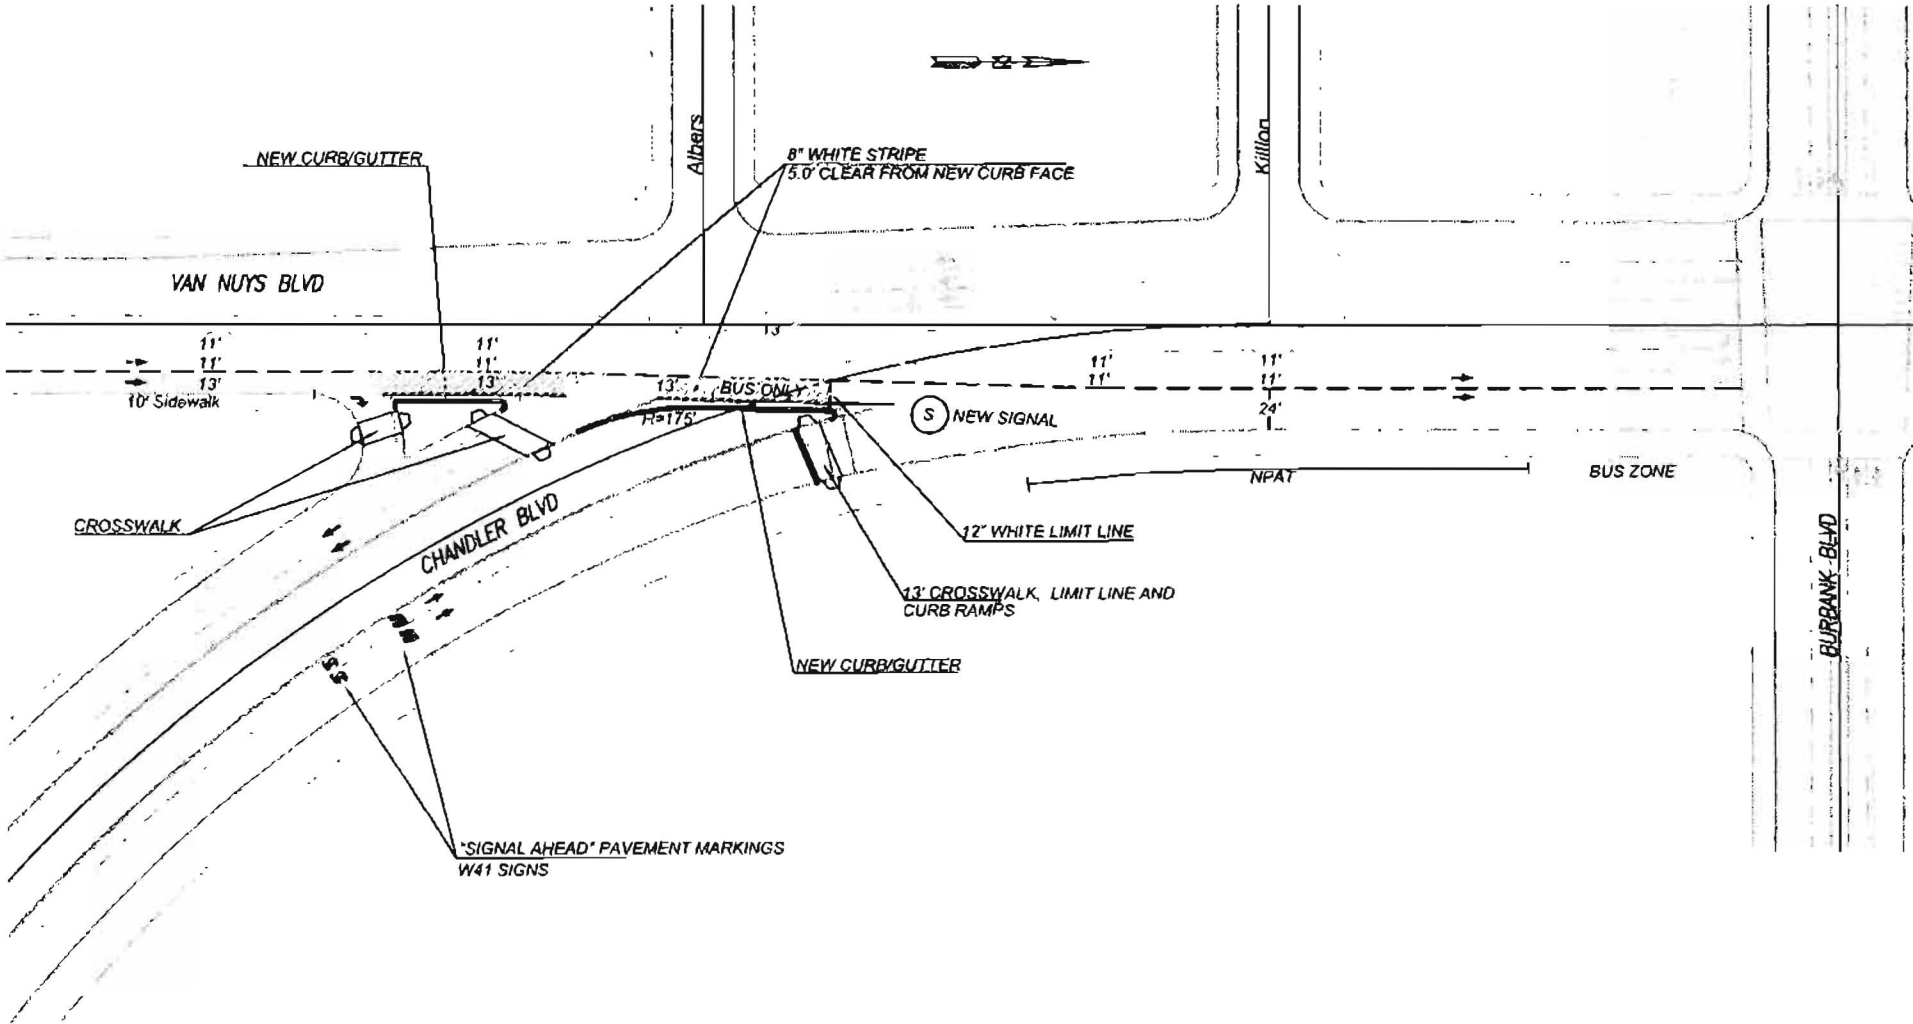 NEW CURB/GUTTER
Albers
8" WHITE STRIPE
5.0' CLEAR FROM NEW CURB FACE
Killion
VAN NUYS BLVD
13'
11'
11'
13'
10' Sidewalk
11'
11'
13'
13'
BUS ONLY
R=175'
11'
11'
11'
11'
24'
S
NEW SIGNAL
NPAT
BUS ZONE
CROSSWALK
CHANDLER BLVD
12" WHITE LIMIT LINE
13' CROSSWALK, LIMIT LINE AND
CURB RAMPS
BURBANK BLVD
NEW CURB/GUTTER
"SIGNAL AHEAD" PAVEMENT MARKINGS
W41 SIGNS